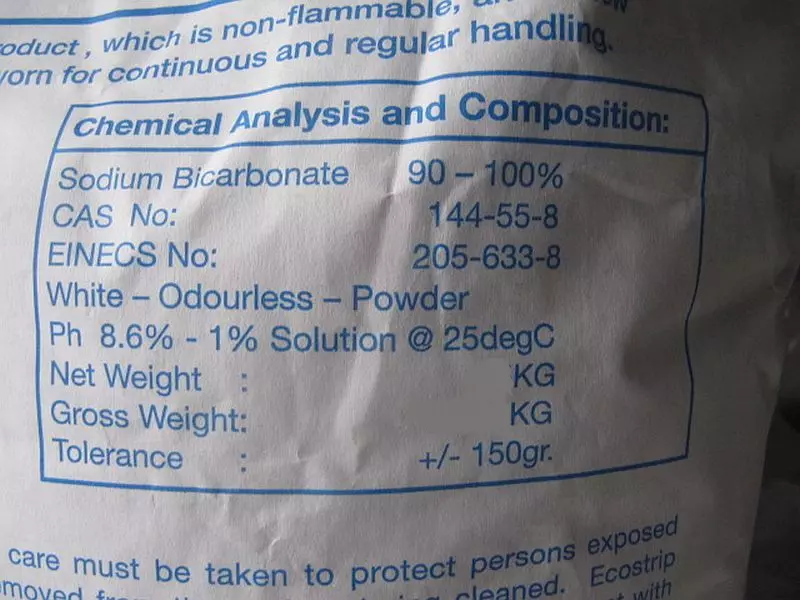 oduct, which is non-flammable,
orn for continuous and regular handling.
Chemical Analysis and Composition:
Sodium Bicarbonate 90 – 100%
CAS No: 144-55-8
EINECS No: 205-633-8
White – Odourless – Powder
Ph 8.6% - 1% Solution @ 25degC
Net Weight : KG
Gross Weight: KG
Tolerance : +/- 150gr.
care must be taken to protect persons exposed
cleaned. Ecostrip
with